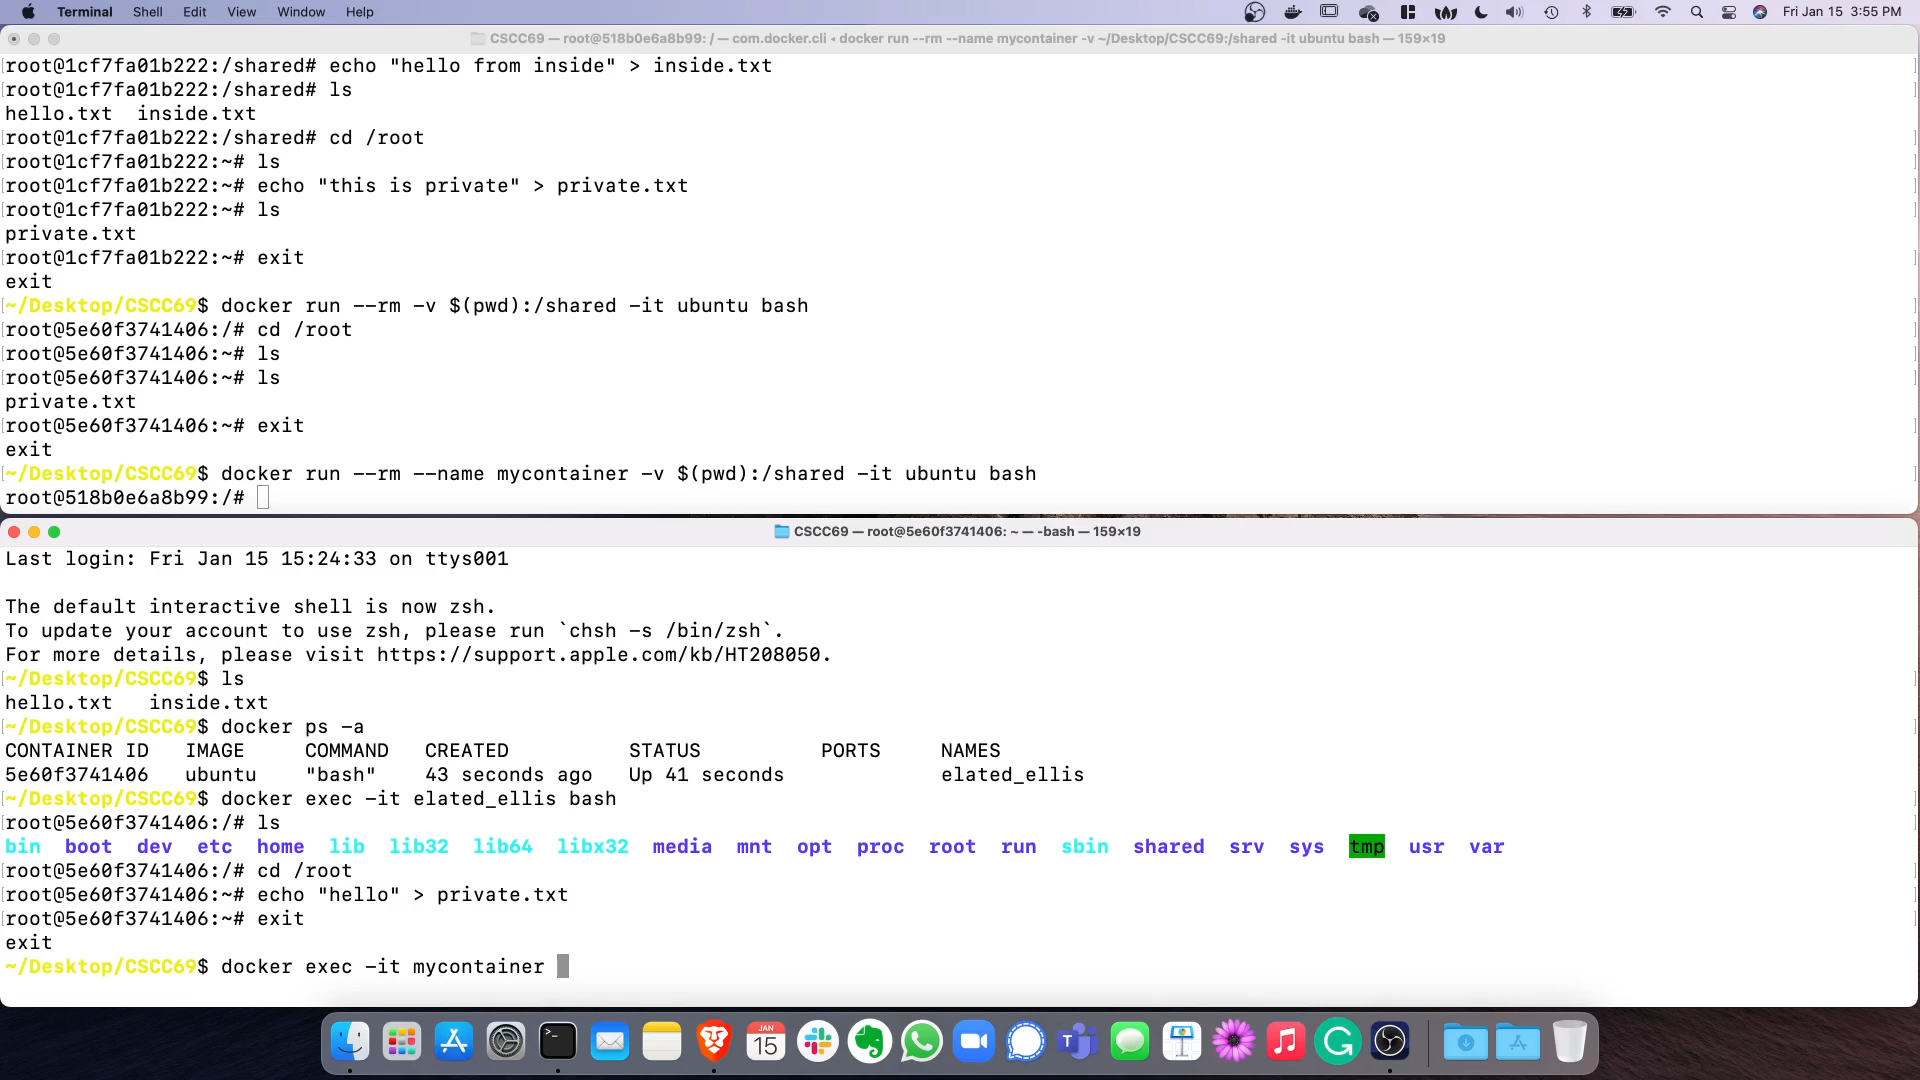 Terminal Shell Edit View Window Help Fri Jan 15 3:55 PM
CSCC69 — root@518b0e6a8b99: / — com.docker.cli ◂ docker run --rm --name mycontainer -v ~/Desktop/CSCC69:/shared -it ubuntu bash — 159×19
root@1cf7fa01b222:/shared# echo "hello from inside" > inside.txt
root@1cf7fa01b222:/shared# ls
hello.txt  inside.txt
root@1cf7fa01b222:/shared# cd /root
root@1cf7fa01b222:~# ls
root@1cf7fa01b222:~# echo "this is private" > private.txt
root@1cf7fa01b222:~# ls
private.txt
root@1cf7fa01b222:~# exit
exit
~/Desktop/CSCC69$ docker run --rm -v $(pwd):/shared -it ubuntu bash
root@5e60f3741406:/# cd /root
root@5e60f3741406:~# ls
root@5e60f3741406:~# ls
private.txt
root@5e60f3741406:~# exit
exit
~/Desktop/CSCC69$ docker run --rm --name mycontainer -v $(pwd):/shared -it ubuntu bash
root@518b0e6a8b99:/#
CSCC69 — root@5e60f3741406: ~ — -bash — 159×19
Last login: Fri Jan 15 15:24:33 on ttys001
The default interactive shell is now zsh.
To update your account to use zsh, please run `chsh -s /bin/zsh`.
For more details, please visit https://support.apple.com/kb/HT208050.
~/Desktop/CSCC69$ ls
hello.txt   inside.txt
~/Desktop/CSCC69$ docker ps -a
CONTAINER ID   IMAGE     COMMAND   CREATED          STATUS          PORTS     NAMES
5e60f3741406   ubuntu    "bash"    43 seconds ago   Up 41 seconds             elated_ellis
~/Desktop/CSCC69$ docker exec -it elated_ellis bash
root@5e60f3741406:/# ls
bin  boot  dev  etc  home  lib  lib32  lib64  libx32  media  mnt  opt  proc  root  run  sbin  shared  srv  sys  tmp  usr  var
root@5e60f3741406:/# cd /root
root@5e60f3741406:~# echo "hello" > private.txt
root@5e60f3741406:~# exit
exit
~/Desktop/CSCC69$ docker exec -it mycontainer
JAN
15